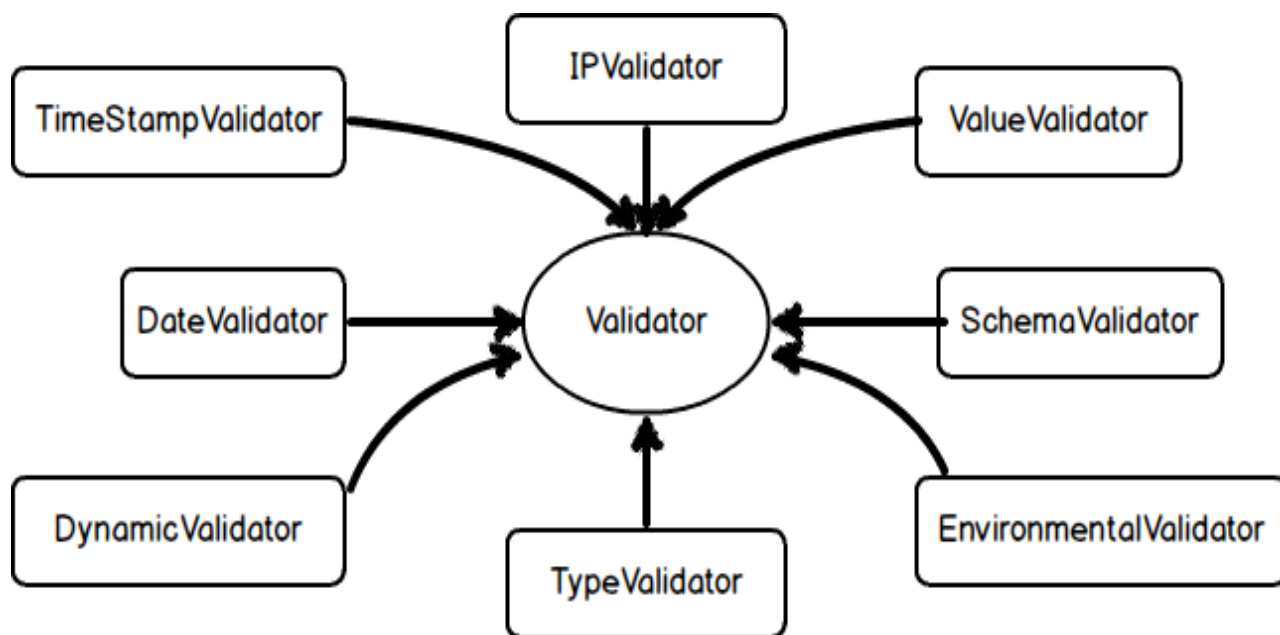 IPValidator
TimeStampValidator
ValueValidator
DateValidator
Validator
SchemaValidator
DynamicValidator
TypeValidator
EnvironmentalValidator